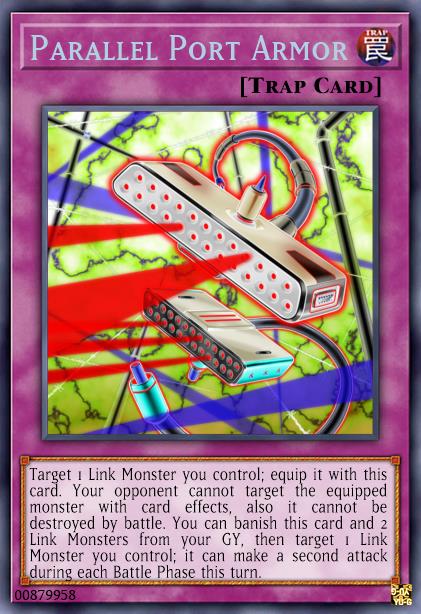 Parallel Port Armor
TRAP
罠
[Trap Card]
Target 1 Link Monster you control; equip it with this
card. Your opponent cannot target the equipped
monster with card effects, also it cannot be
destroyed by battle. You can banish this card and 2
Link Monsters from your GY, then target 1 Link
Monster you control; it can make a second attack
during each Battle Phase this turn.
00879958